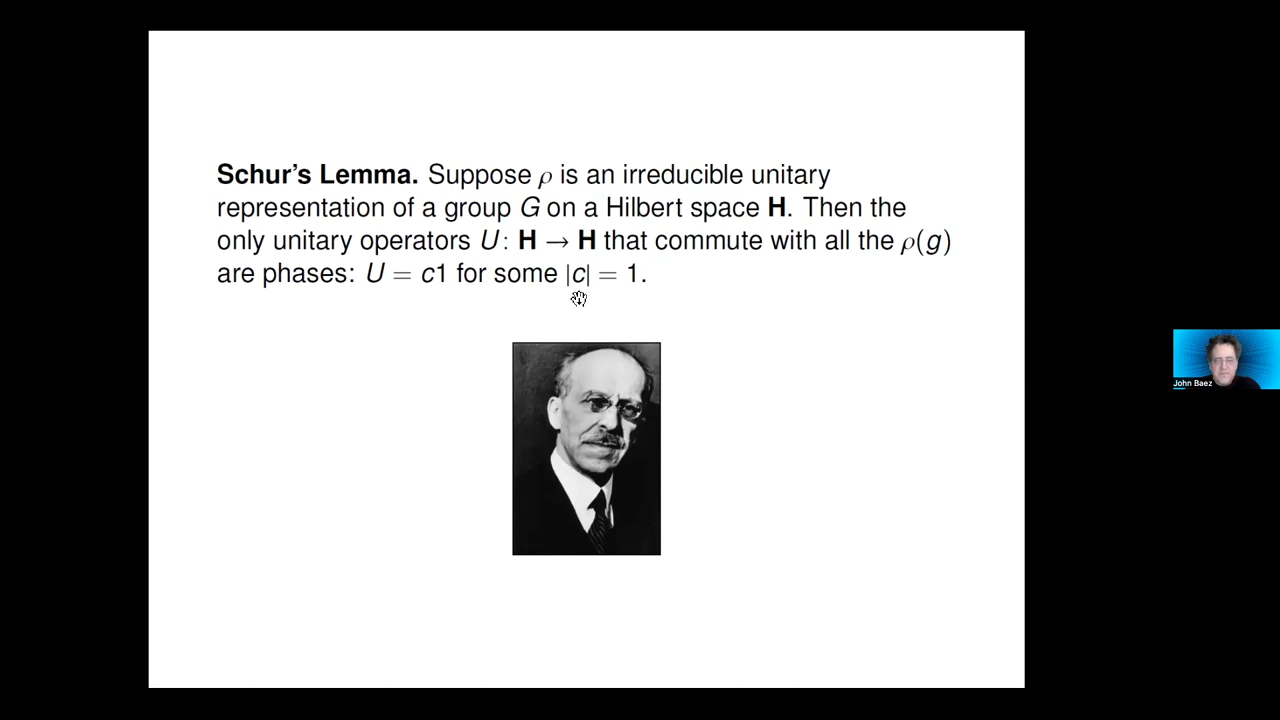 Schur’s Lemma. Suppose ρ is an irreducible unitary
representation of a group G on a Hilbert space H. Then the
only unitary operators U: H → H that commute with all the ρ(g)
are phases: U = c1 for some |c| = 1.
John Baez